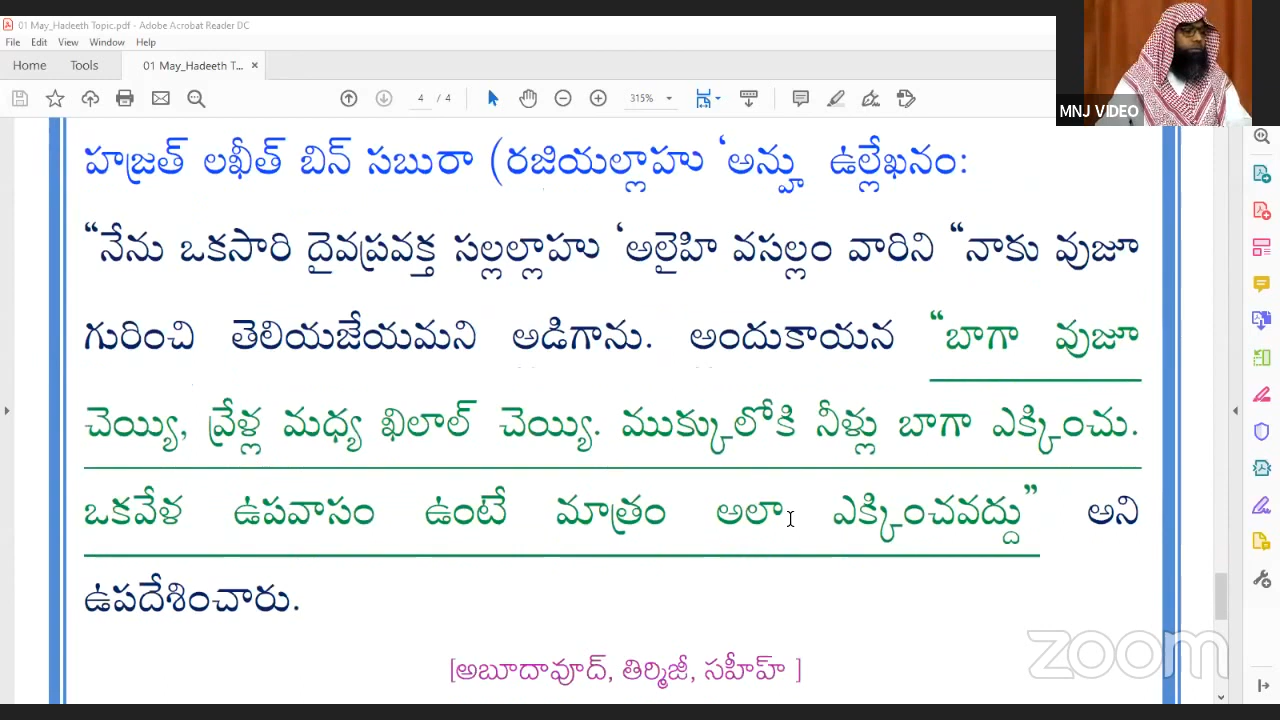 01 May_Hadeeth Topic.pdf - Adobe Acrobat Reader DC
File Edit View Window Help
Home Tools 01 May_Hadeeth T... ×
4 / 4 315%
MNJ VIDEO
హజ్రత్ లఖీత్ బిన్ సబురా (రజియల్లాహు ‘అన్హు ఉల్లేఖనం:
“నేను ఒకసారి దైవప్రవక్త సల్లల్లాహు ‘అలైహి వసల్లం వారిని “నాకు వుజూ
గురించి తెలియజేయమని అడిగాను. అందుకాయన “బాగా వుజూ
చెయ్యి, వ్రేళ్ల మధ్య ఖిలాల్ చెయ్యి. ముక్కులోకి నీళ్లు బాగా ఎక్కించు.
ఒకవేళ ఉపవాసం ఉంటే మాత్రం అలా ఎక్కించవద్దు” అని
ఉపదేశించారు.
[అబూదావూద్, తిర్మిజీ, సహీహ్ ]
zoom